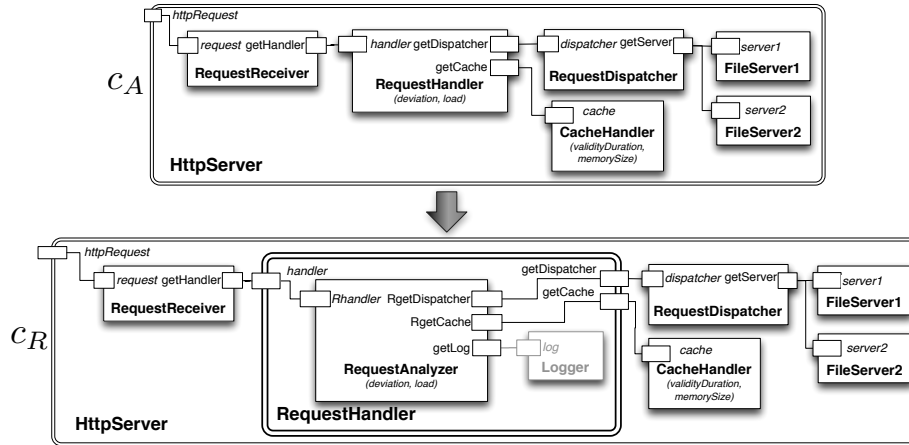 httpRequest
request getHandler
RequestReceiver
handler getDispatcher
getCache
RequestHandler
(deviation, load)
dispatcher getServer
RequestDispatcher
server1
FileServer1
server2
FileServer2
cache
CacheHandler
(validityDuration,
memorySize)
HttpServer
c_A
httpRequest
request getHandler
RequestReceiver
handler
Rhandler RgetDispatcher
RgetCache
getLog
RequestAnalyzer
(deviation, load)
log
Logger
getDispatcher
getCache
RequestHandler
dispatcher getServer
RequestDispatcher
server1
FileServer1
server2
FileServer2
cache
CacheHandler
(validityDuration,
memorySize)
HttpServer
c_R